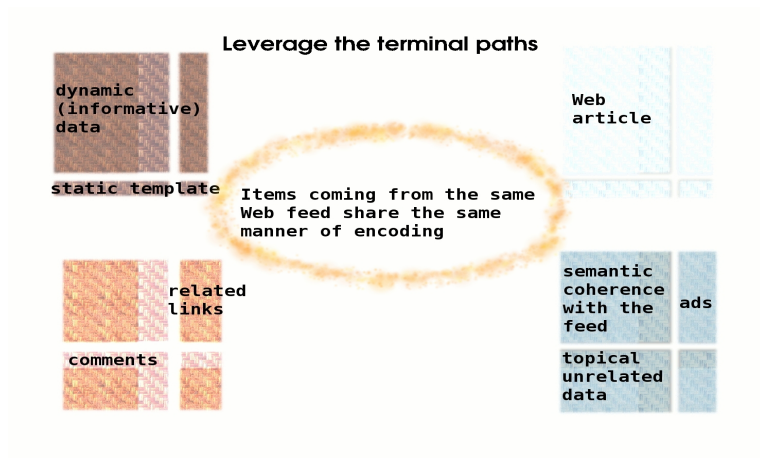 Leverage the terminal paths
dynamic
(informative)
data
static template
Web
article
Items coming from the same
Web feed share the same
manner of encoding
related
links
comments
semantic
coherence
with the
feed
ads
topical
unrelated
data